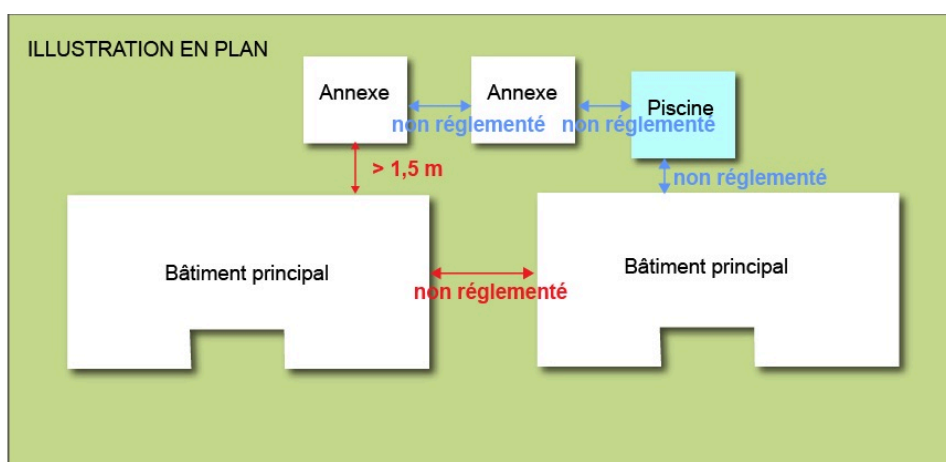 ILLUSTRATION EN PLAN
Annexe
Annexe
Piscine
non réglementé
non réglementé
> 1,5 m
non réglementé
Bâtiment principal
Bâtiment principal
non réglementé